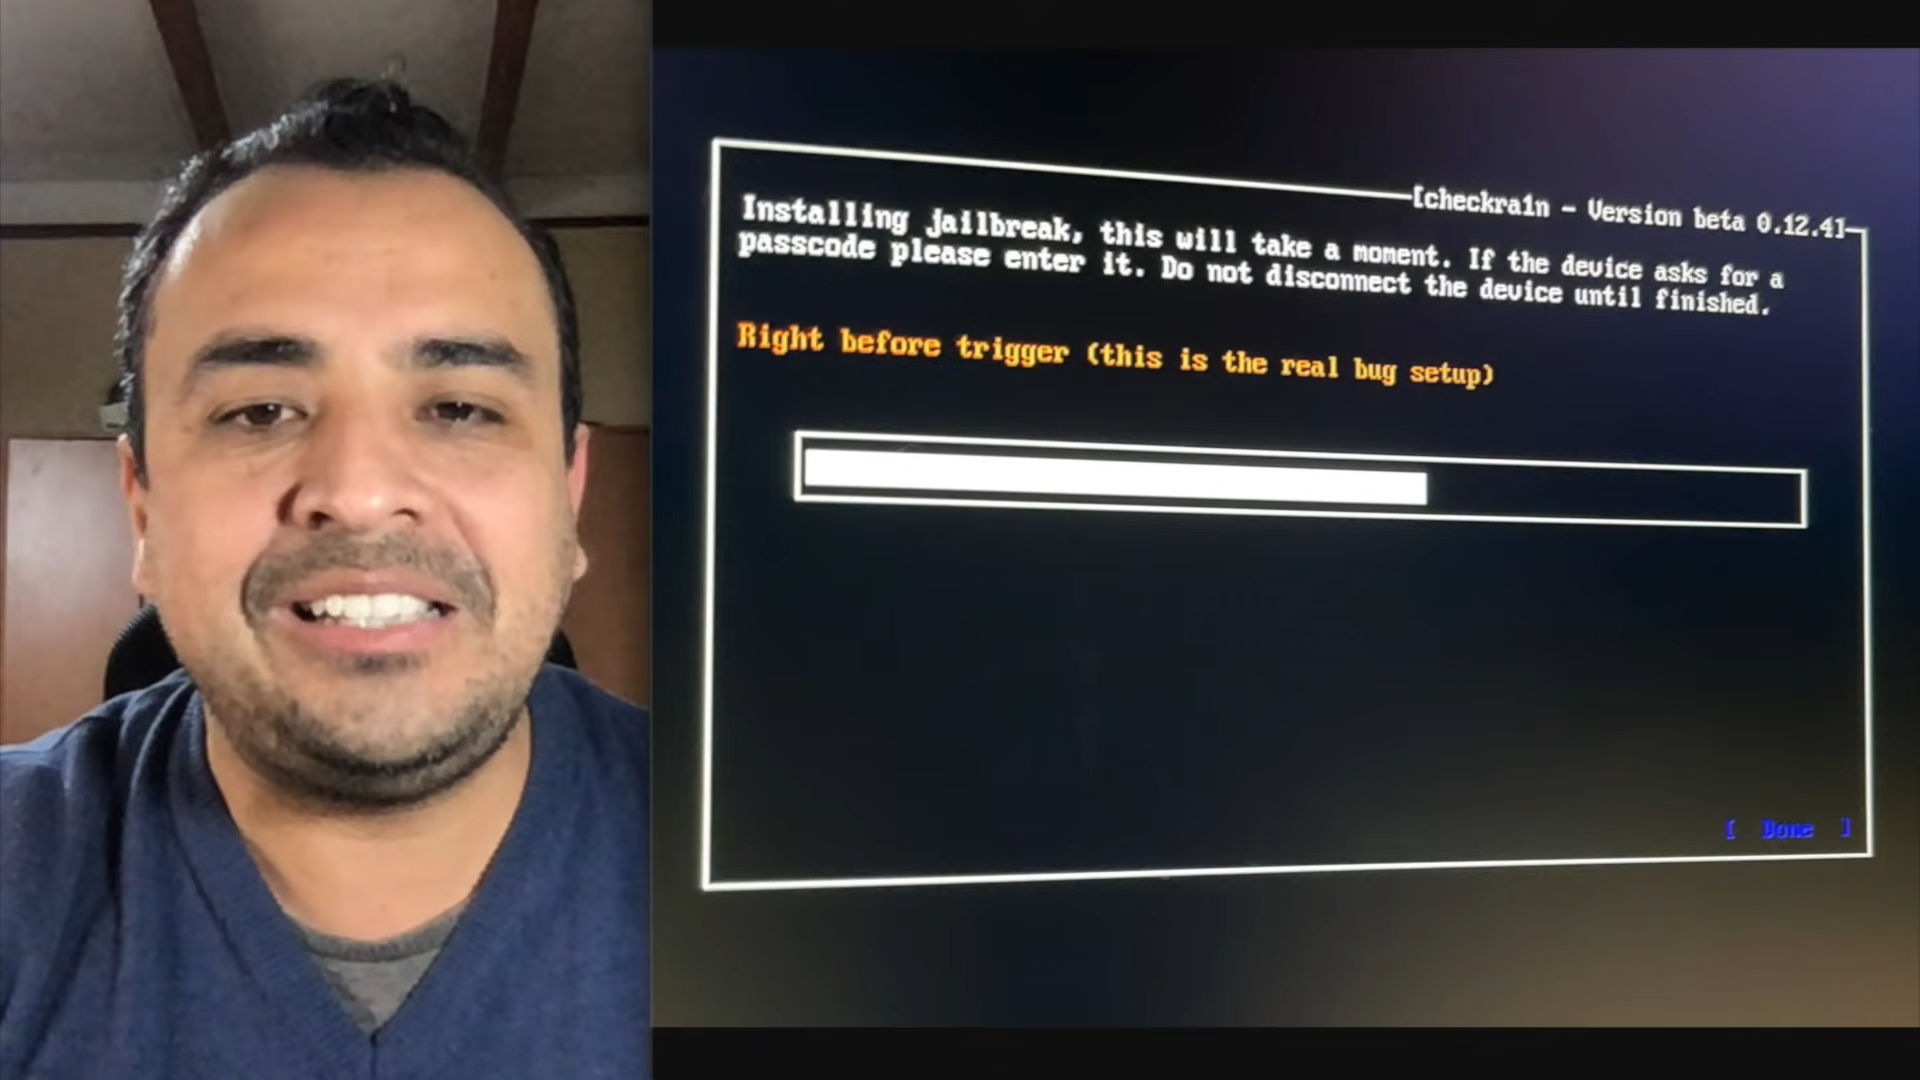 [checkra1n - Version beta 0.12.4]
Installing jailbreak, this will take a moment. If the device asks for a
passcode please enter it. Do not disconnect the device until finished.
Right before trigger (this is the real bug setup)
[ Done ]